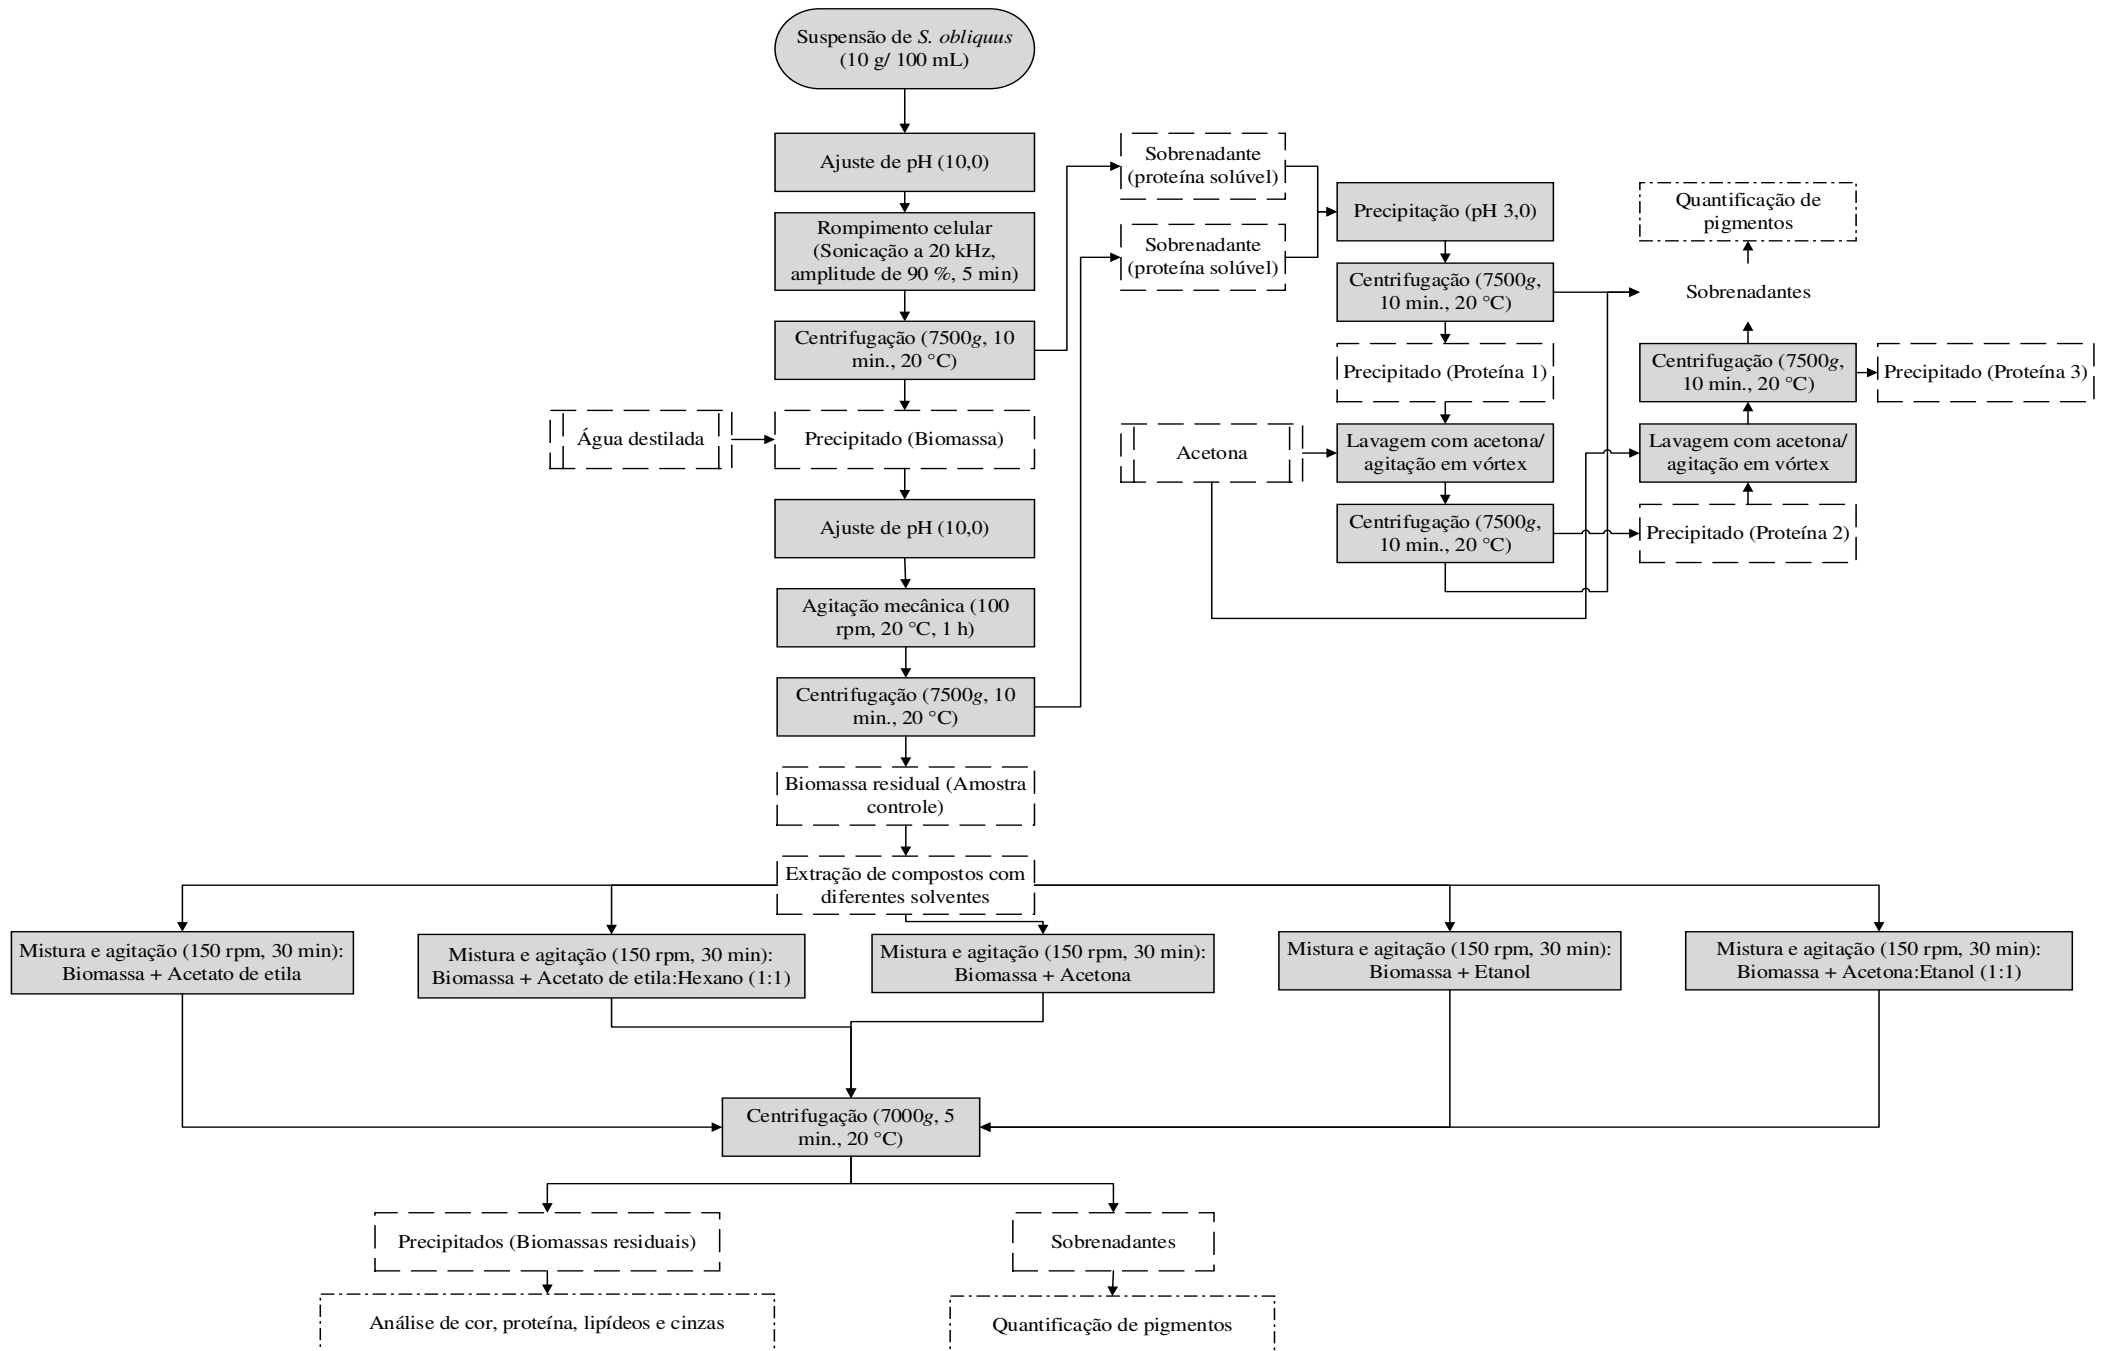 Suspensão de S. obliquus
(10 g/ 100 mL)
Ajuste de pH (10,0)
Rompimento celular
(Sonicação a 20 kHz,
amplitude de 90 %, 5 min)
Centrifugação (7500g, 10
min., 20 °C)
Água destilada
Precipitado (Biomassa)
Ajuste de pH (10,0)
Agitação mecânica (100
rpm, 20 °C, 1 h)
Centrifugação (7500g, 10
min., 20 °C)
Biomassa residual (Amostra
controle)
Extração de compostos com
diferentes solventes
Sobrenadante
(proteína solúvel)
Sobrenadante
(proteína solúvel)
Precipitação (pH 3,0)
Centrifugação (7500g,
10 min., 20 °C)
Precipitado (Proteína 1)
Acetona
Lavagem com acetona/
agitação em vórtex
Centrifugação (7500g,
10 min., 20 °C)
Quantificação de
pigmentos
Sobrenadantes
Centrifugação (7500g,
10 min., 20 °C)
Precipitado (Proteína 3)
Lavagem com acetona/
agitação em vórtex
Precipitado (Proteína 2)
Mistura e agitação (150 rpm, 30 min):
Biomassa + Acetato de etila
Mistura e agitação (150 rpm, 30 min):
Biomassa + Acetato de etila:Hexano (1:1)
Mistura e agitação (150 rpm, 30 min):
Biomassa + Acetona
Mistura e agitação (150 rpm, 30 min):
Biomassa + Etanol
Mistura e agitação (150 rpm, 30 min):
Biomassa + Acetona:Etanol (1:1)
Centrifugação (7000g, 5
min., 20 °C)
Precipitados (Biomassas residuais)
Sobrenadantes
Análise de cor, proteína, lipídeos e cinzas
Quantificação de pigmentos